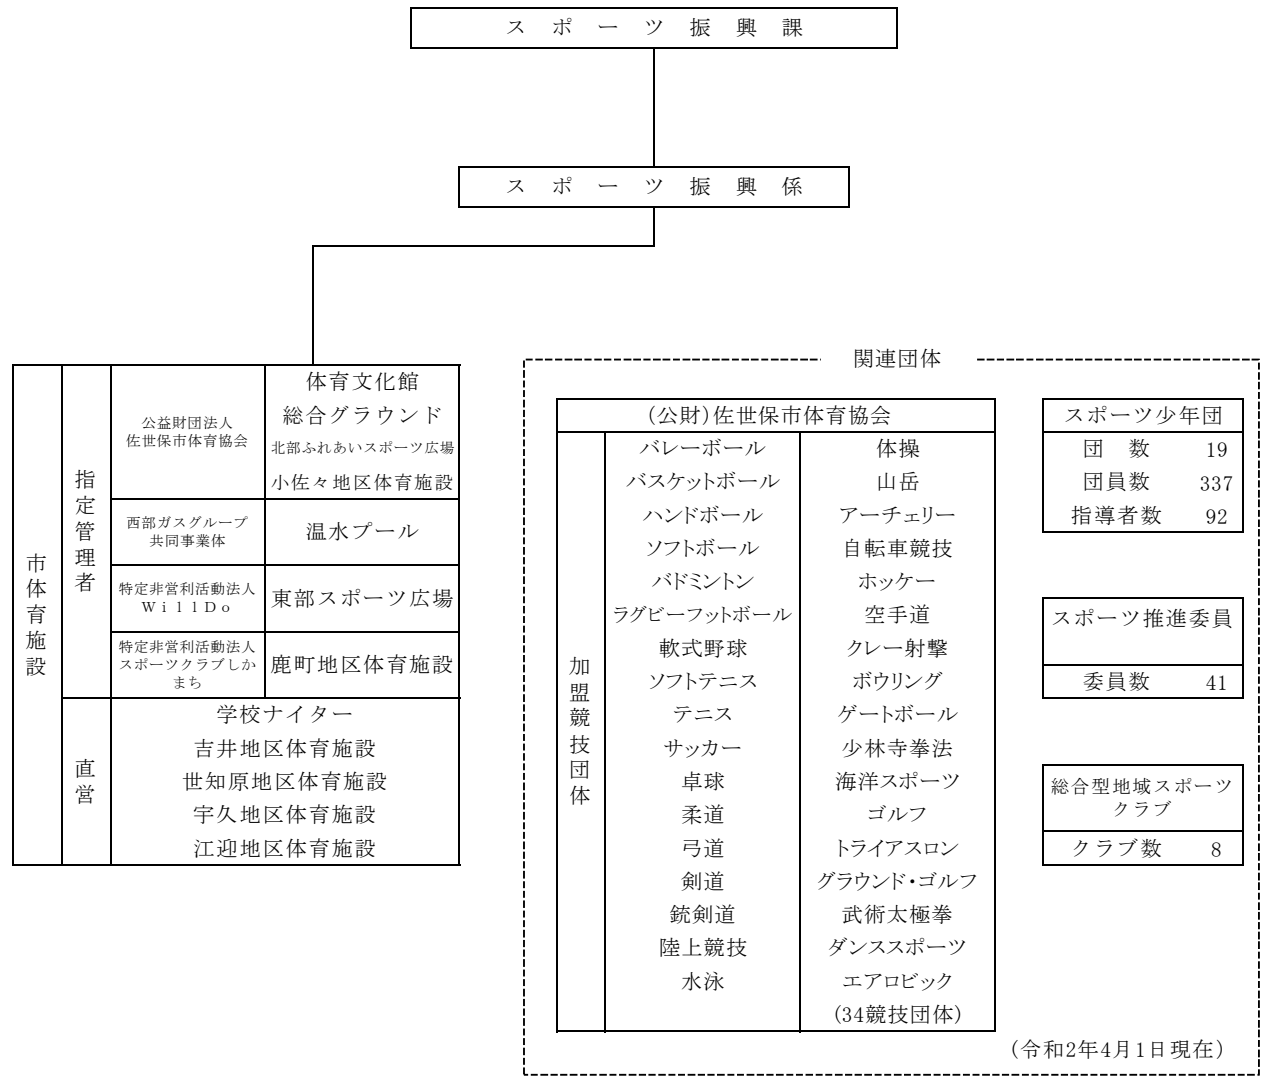 スポーツ振興課
スポーツ振興係
市体育施設
指定管理者
公益財団法人
佐世保市体育協会
体育文化館
総合グラウンド
北部ふれあいスポーツ広場
小佐々地区体育施設
西部ガスグループ
共同事業体
温水プール
特定非営利活動法人
ＷｉｌｌＤｏ
東部スポーツ広場
特定非営利活動法人
スポーツクラブしか
まち
鹿町地区体育施設
直営
学校ナイター
吉井地区体育施設
世知原地区体育施設
宇久地区体育施設
江迎地区体育施設
関連団体
(公財)佐世保市体育協会
加盟競技団体
バレーボール
バスケットボール
ハンドボール
ソフトボール
バドミントン
ラグビーフットボール
軟式野球
ソフトテニス
テニス
サッカー
卓球
柔道
弓道
剣道
銃剣道
陸上競技
水泳
体操
山岳
アーチェリー
自転車競技
ホッケー
空手道
クレー射撃
ボウリング
ゲートボール
少林寺拳法
海洋スポーツ
ゴルフ
トライアスロン
グラウンド・ゴルフ
武術太極拳
ダンススポーツ
エアロビック
(34競技団体)
スポーツ少年団
団　数 19
団員数 337
指導者数 92
スポーツ推進委員
委員数 41
総合型地域スポーツ
クラブ
クラブ数 8
(令和2年4月1日現在)